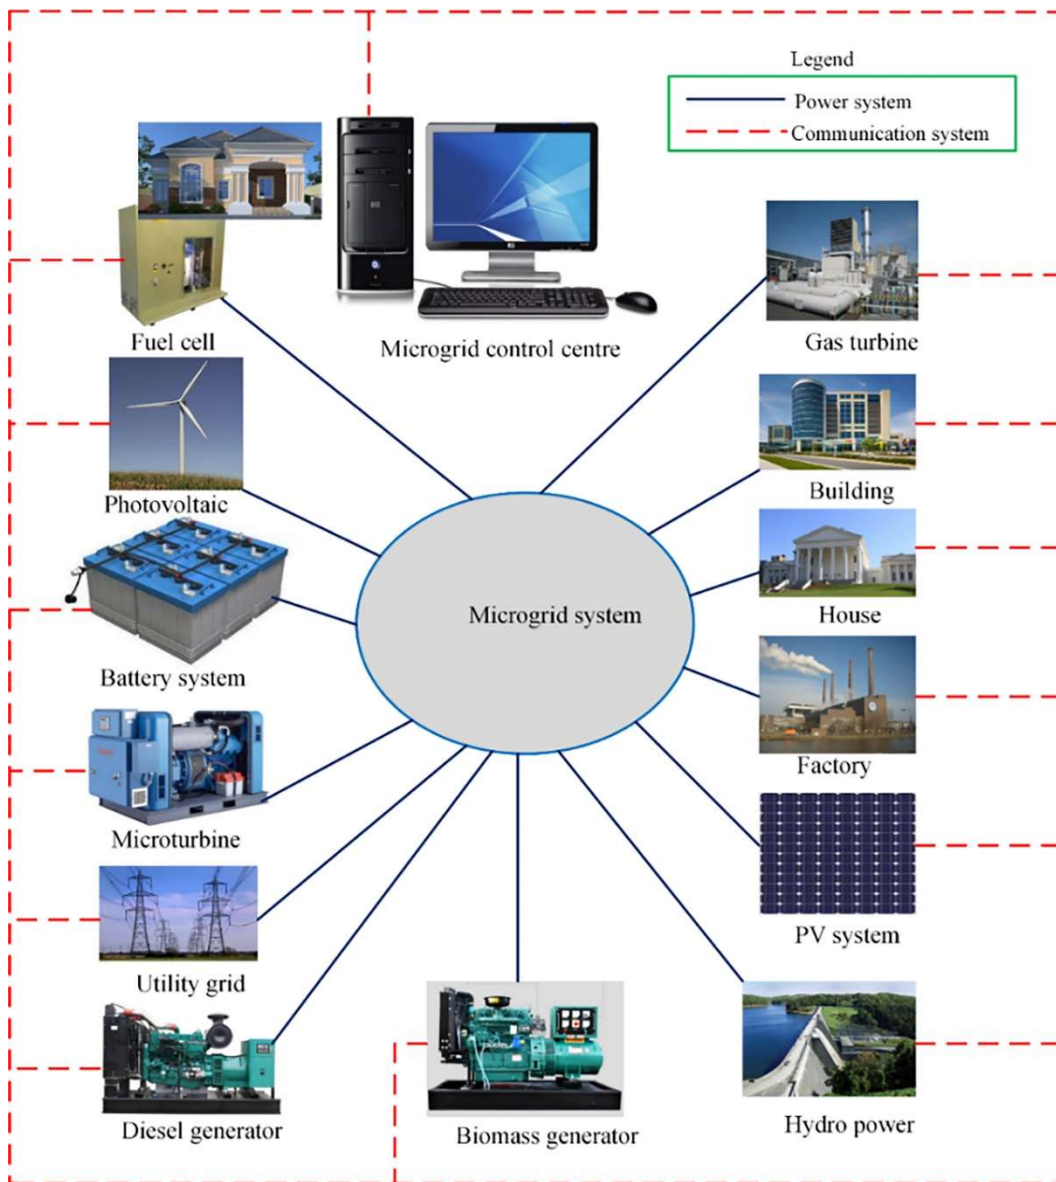 Legend
Power system
Communication system
Fuel cell
Microgrid control centre
Gas turbine
Photovoltaic
Building
Microgrid system
House
Battery system
Factory
Microturbine
PV system
Utility grid
Diesel generator
Biomass generator
Hydro power